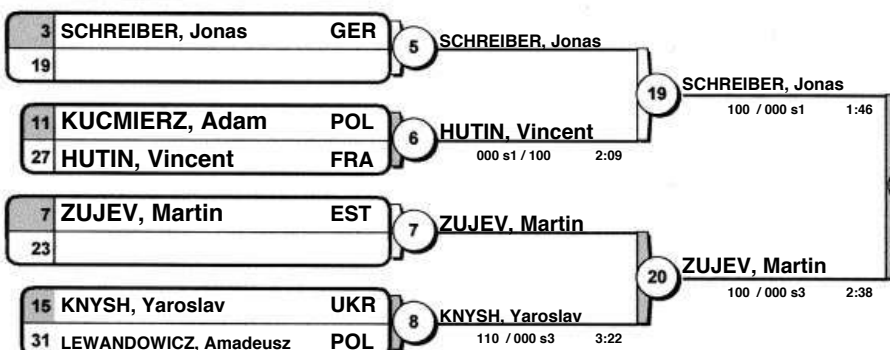 3 SCHREIBER, Jonas GER
19
5
SCHREIBER, Jonas
11 KUCMIERZ, Adam POL
27 HUTIN, Vincent FRA
6
HUTIN, Vincent
000 s1 / 100 2:09
19
SCHREIBER, Jonas
100 / 000 s1 1:46
7 ZUJEV, Martin EST
23
7
ZUJEV, Martin
15 KNYSH, Yaroslav UKR
31 LEWANDOWICZ, Amadeusz POL
8
KNYSH, Yaroslav
110 / 000 s3 3:22
20
ZUJEV, Martin
100 / 000 s3 2:38